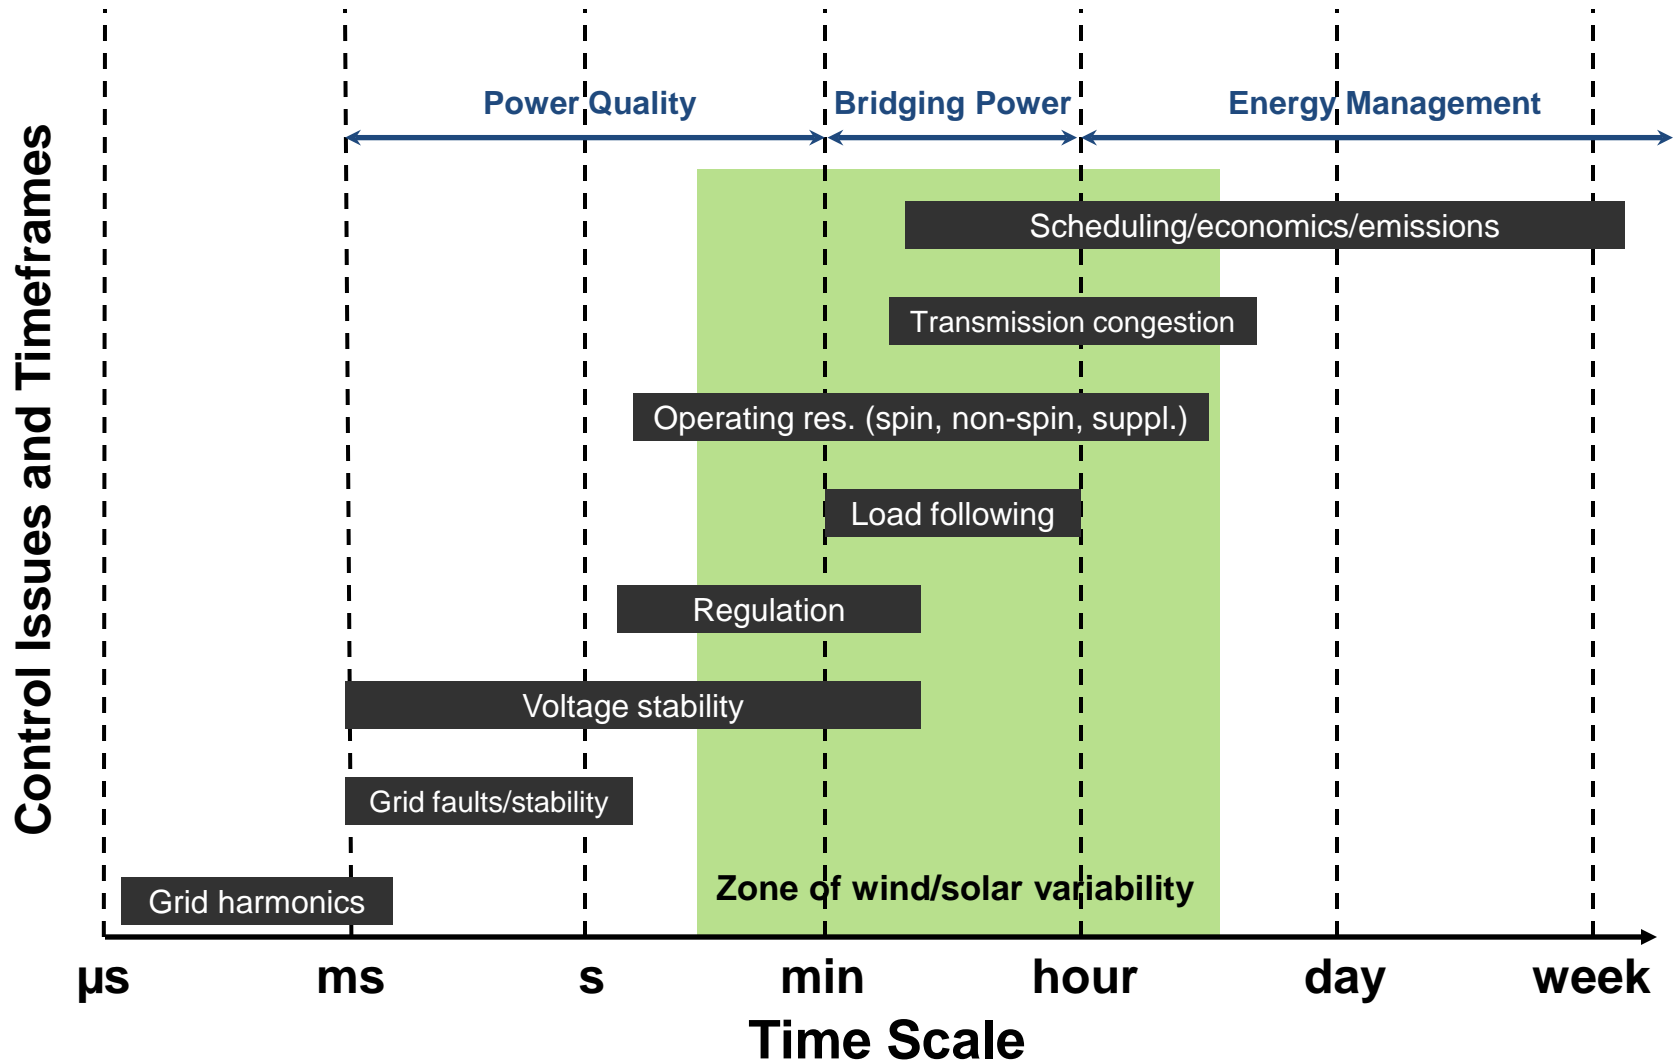 Power Quality
Bridging Power
Energy Management
Control Issues and Timeframes
Scheduling/economics/emissions
Transmission congestion
Operating res. (spin, non-spin, suppl.)
Load following
Regulation
Voltage stability
Grid faults/stability
Zone of wind/solar variability
Grid harmonics
µs ms s min hour day week
Time Scale